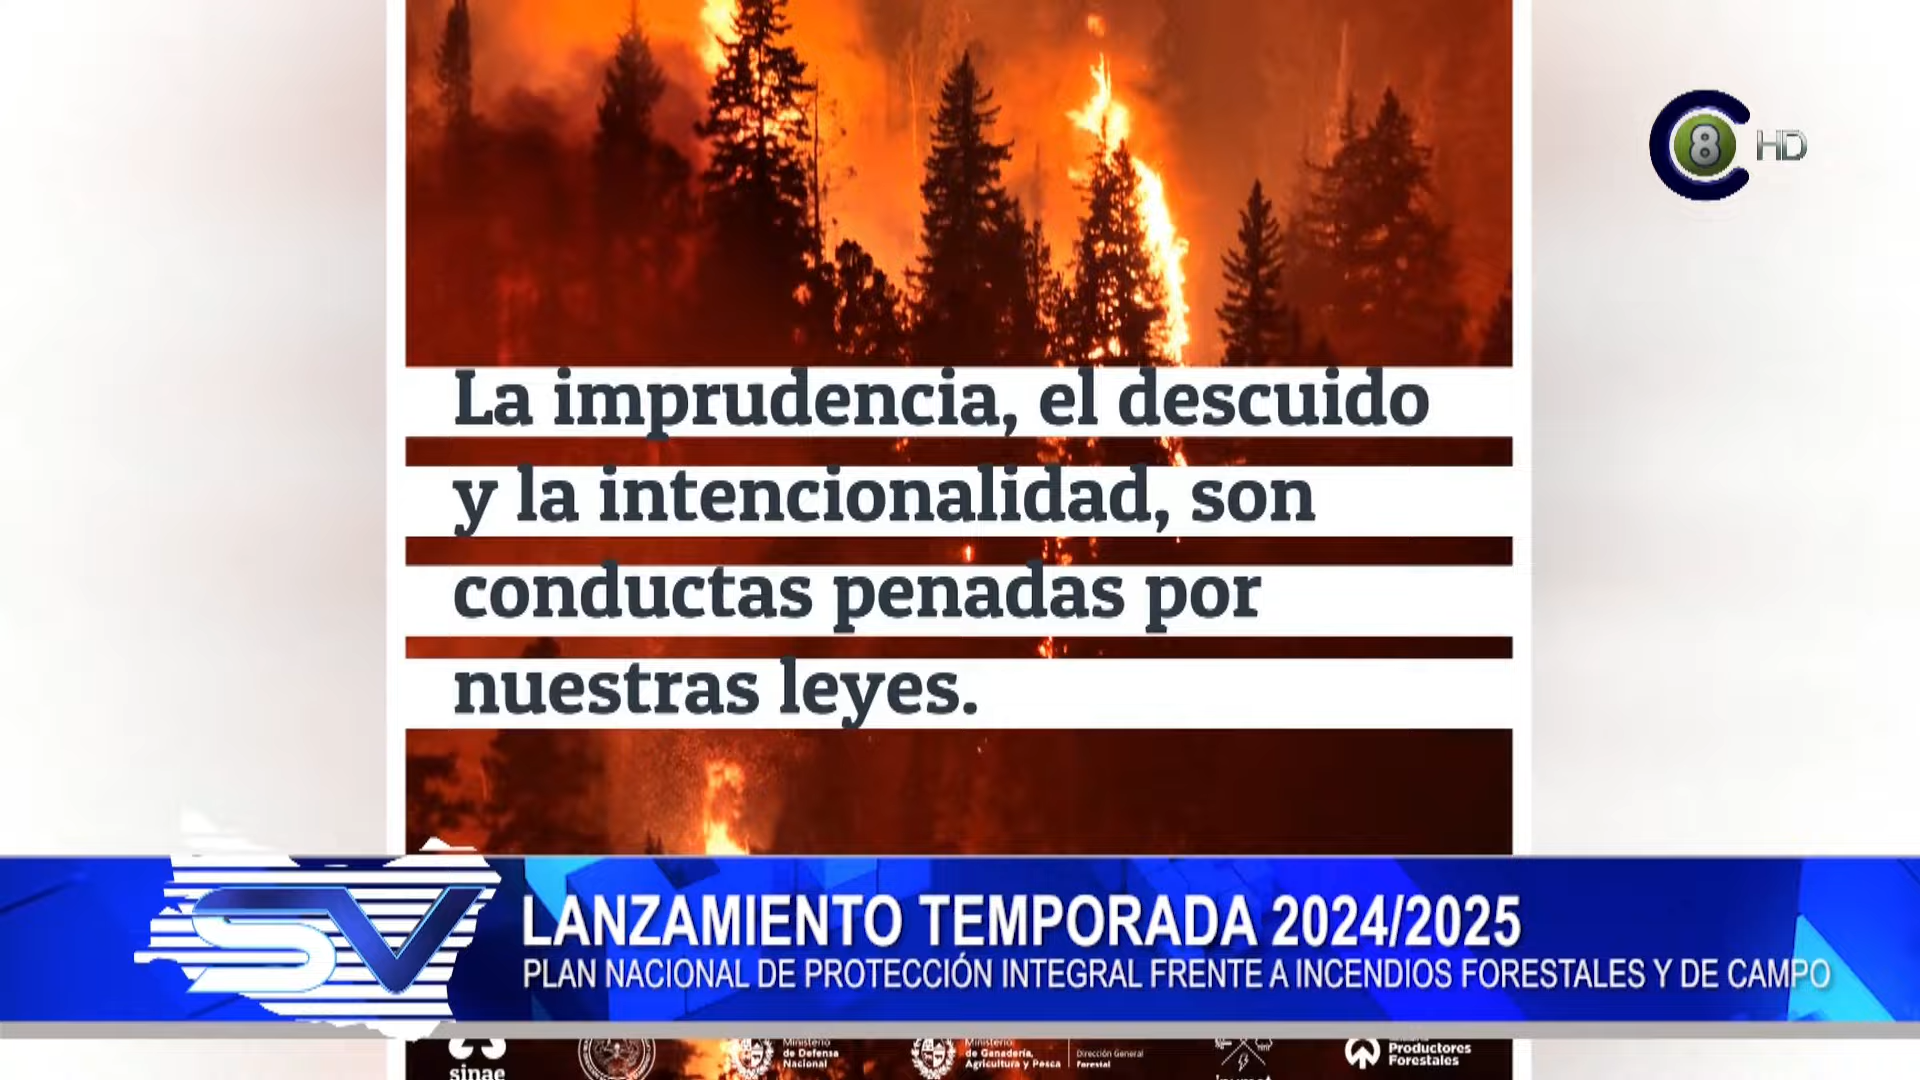 8 HD
La imprudencia, el descuido
y la intencionalidad, son
conductas penadas por
nuestras leyes.
SV
LANZAMIENTO TEMPORADA 2024/2025
PLAN NACIONAL DE PROTECCIÓN INTEGRAL FRENTE A INCENDIOS FORESTALES Y DE CAMPO
sinae
Ministerio
de Defensa
Nacional
Ministerio
de Ganadería,
Agricultura y Pesca
Dirección General
Forestal
Productores
Forestales